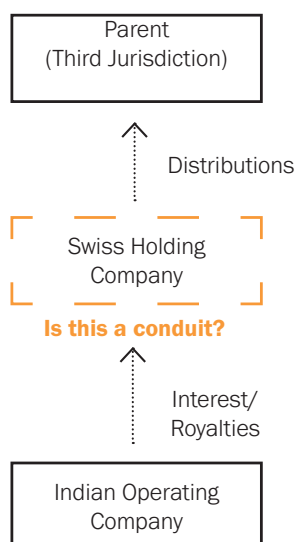 Parent
(Third Jurisdiction)
Distributions
Swiss Holding
Company
Is this a conduit?
Interest/
Royalties
Indian Operating
Company